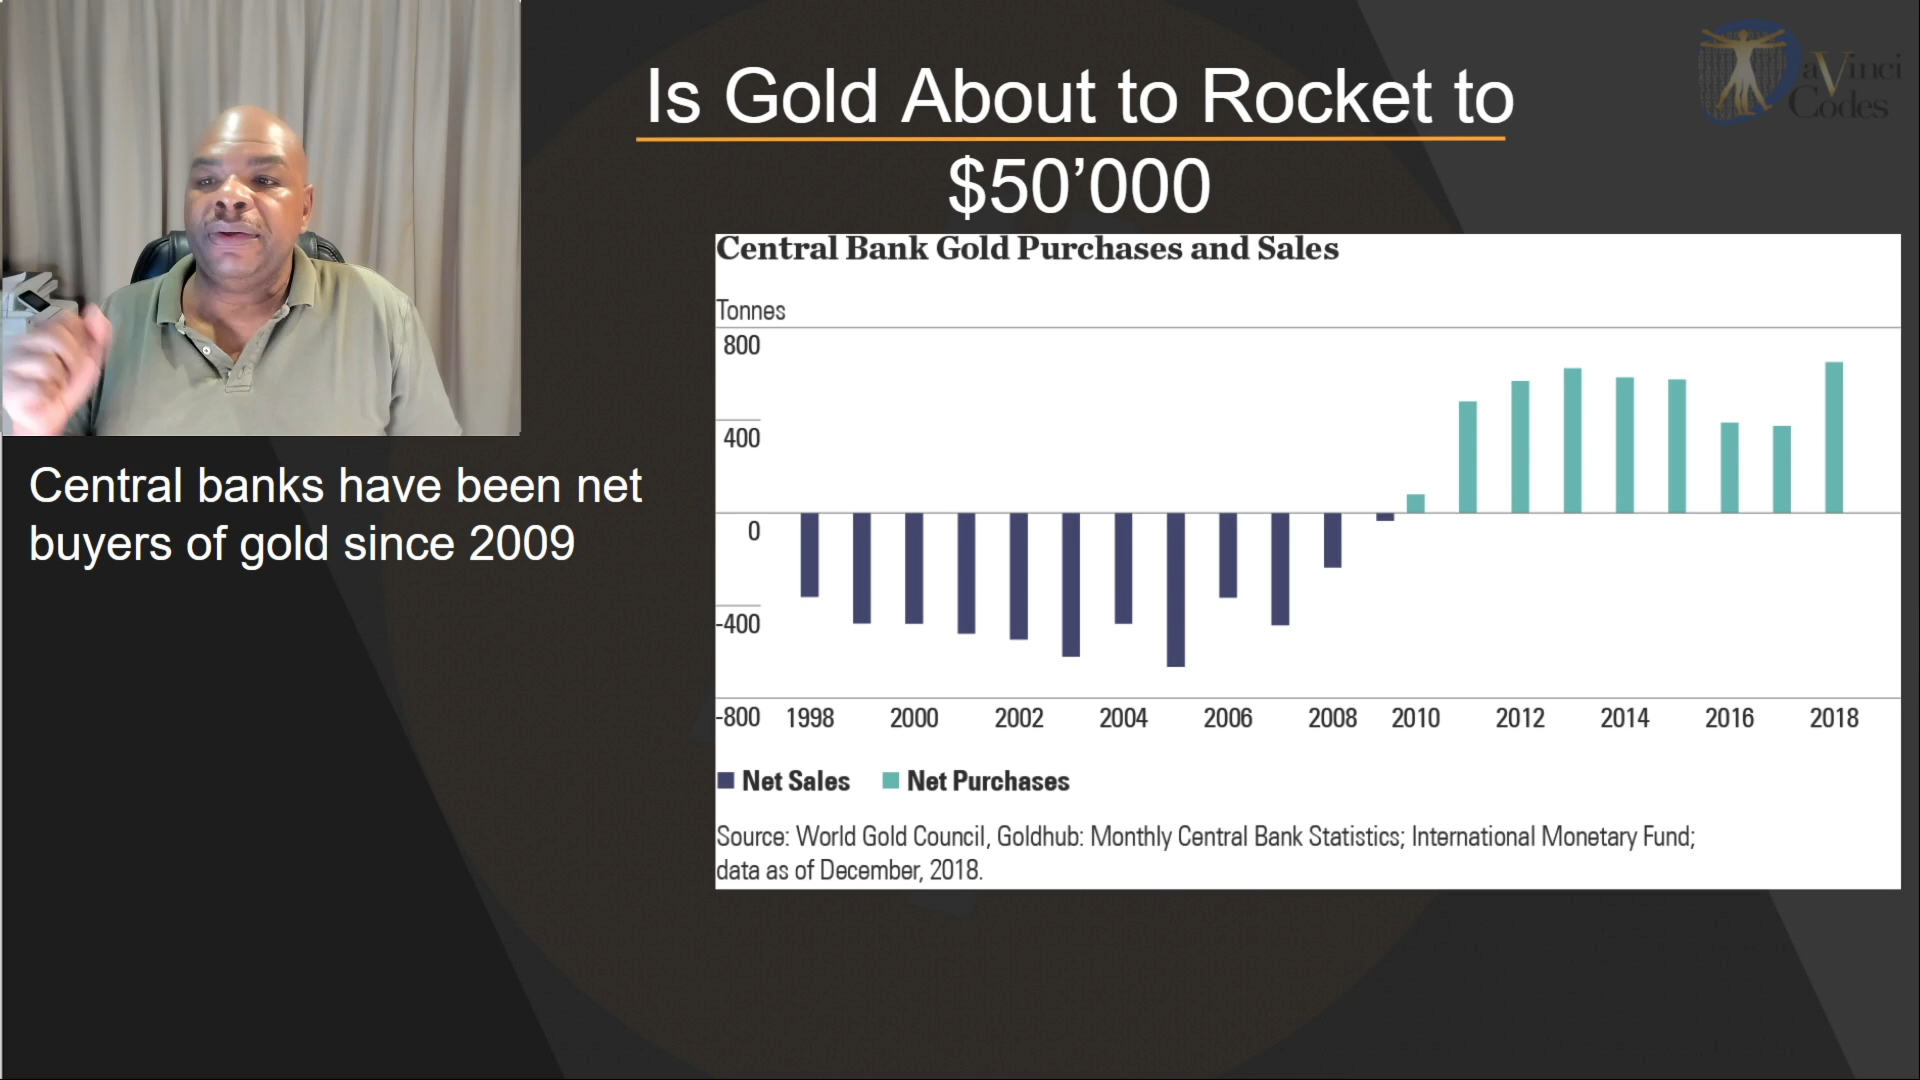 Is Gold About to Rocket to
$50’000
aVinci
Codes
Central banks have been net
buyers of gold since 2009
Central Bank Gold Purchases and Sales
Tonnes
800
400
0
-400
-800 1998 2000 2002 2004 2006 2008 2010 2012 2014 2016 2018
Net Sales Net Purchases
Source: World Gold Council, Goldhub: Monthly Central Bank Statistics; International Monetary Fund;
data as of December, 2018.